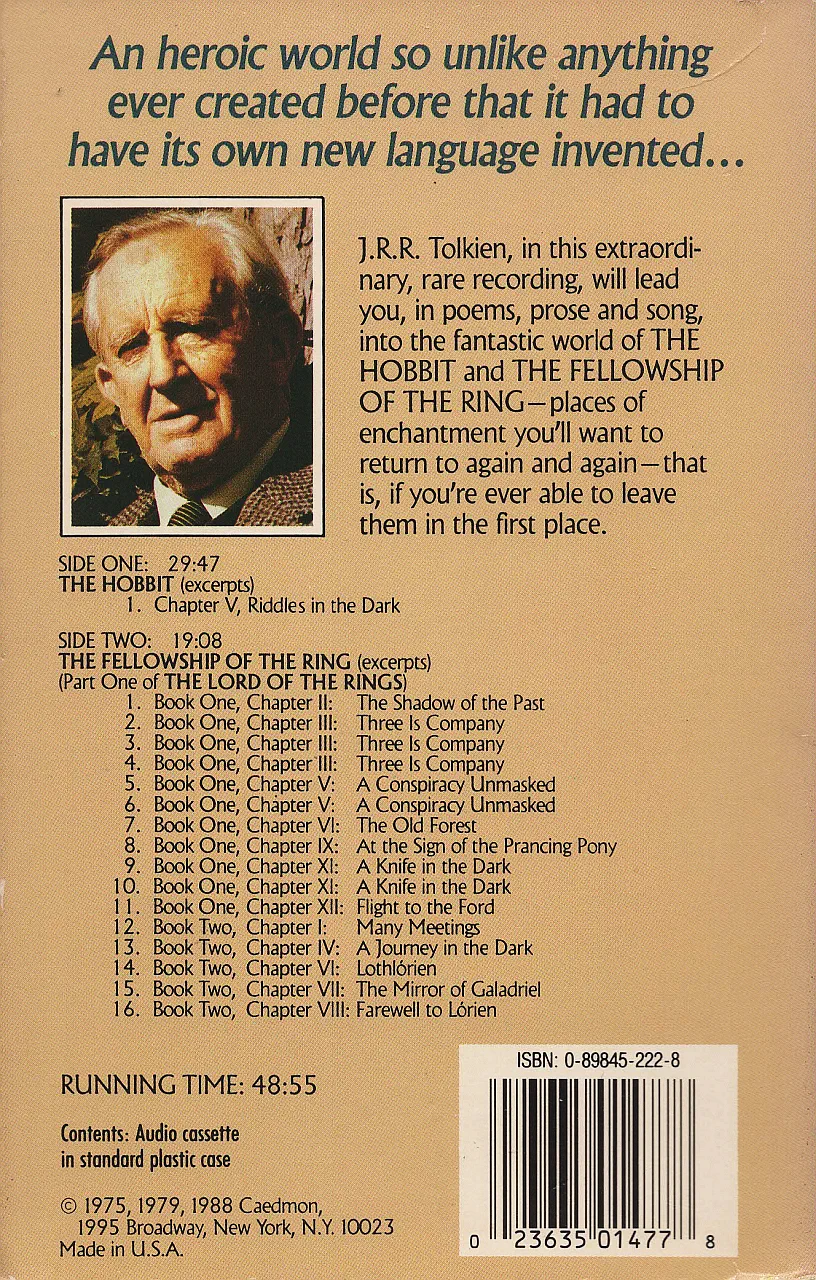 An heroic world so unlike anything
ever created before that it had to
have its own new language invented...
J.R.R. Tolkien, in this extraordi-
nary, rare recording, will lead
you, in poems, prose and song,
into the fantastic world of THE
HOBBIT and THE FELLOWSHIP
OF THE RING—places of
enchantment you'll want to
return to again and again—that
is, if you're ever able to leave
them in the first place.
SIDE ONE: 29:47
THE HOBBIT (excerpts)
1. Chapter V, Riddles in the Dark
SIDE TWO: 19:08
THE FELLOWSHIP OF THE RING (excerpts)
(Part One of THE LORD OF THE RINGS)
1. Book One, Chapter II: The Shadow of the Past
2. Book One, Chapter III: Three Is Company
3. Book One, Chapter III: Three Is Company
4. Book One, Chapter III: Three Is Company
5. Book One, Chapter V: A Conspiracy Unmasked
6. Book One, Chapter V: A Conspiracy Unmasked
7. Book One, Chapter VI: The Old Forest
8. Book One, Chapter IX: At the Sign of the Prancing Pony
9. Book One, Chapter XI: A Knife in the Dark
10. Book One, Chapter XI: A Knife in the Dark
11. Book One, Chapter XII: Flight to the Ford
12. Book Two, Chapter I: Many Meetings
13. Book Two, Chapter IV: A Journey in the Dark
14. Book Two, Chapter VI: Lothlórien
15. Book Two, Chapter VII: The Mirror of Galadriel
16. Book Two, Chapter VIII: Farewell to Lórien
RUNNING TIME: 48:55
Contents: Audio cassette
in standard plastic case
© 1975, 1979, 1988 Caedmon,
1995 Broadway, New York, N.Y. 10023
Made in U.S.A.
ISBN: 0-89845-222-8
0 23635 01477 8